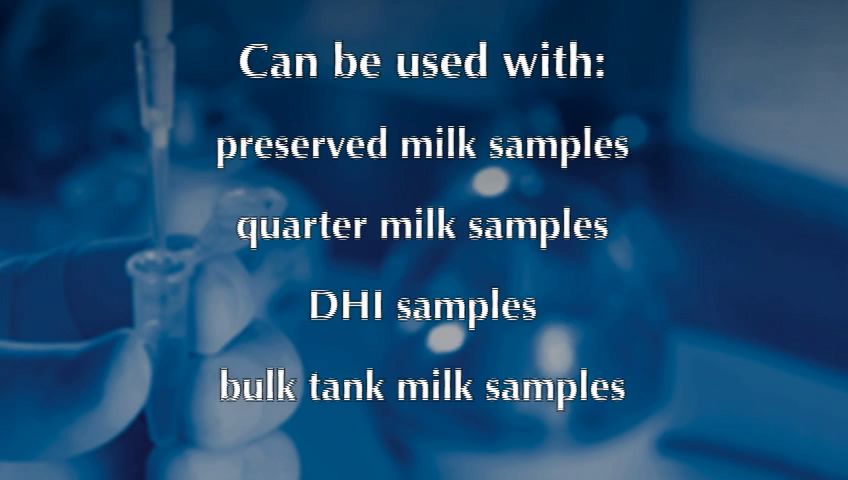 Can be used with:
preserved milk samples
quarter milk samples
DHI samples
bulk tank milk samples